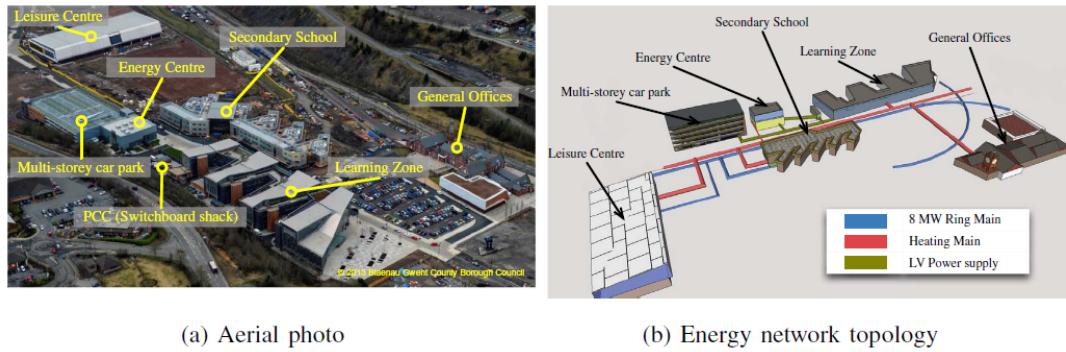 Leisure Centre
Secondary School
Energy Centre
General Offices
Multi-storey car park
Learning Zone
PCC (Switchboard shack)
© 2013 Blaenau Gwent County Borough Council
(a) Aerial photo
Secondary School
Learning Zone
General Offices
Energy Centre
Multi-storey car park
Leisure Centre
8 MW Ring Main
Heating Main
LV Power supply
(b) Energy network topology